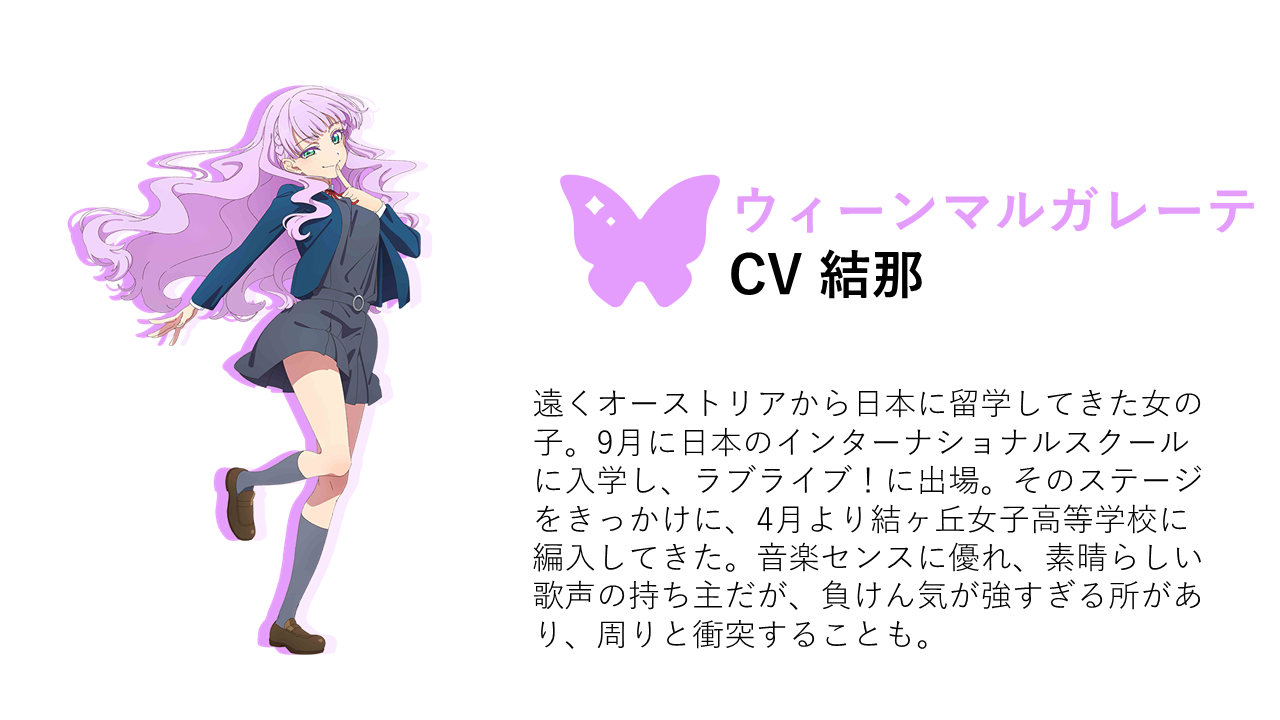 ウィーンマルガレーテ
CV 結那
遠くオーストリアから日本に留学してきた女の
子。9月に日本のインターナショナルスクール
に入学し、ラブライブ！に出場。そのステージ
をきっかけに、4月より結ヶ丘女子高等学校に
編入してきた。音楽センスに優れ、素晴らしい
歌声の持ち主だが、負けん気が強すぎる所があ
り、周りと衝突することも。